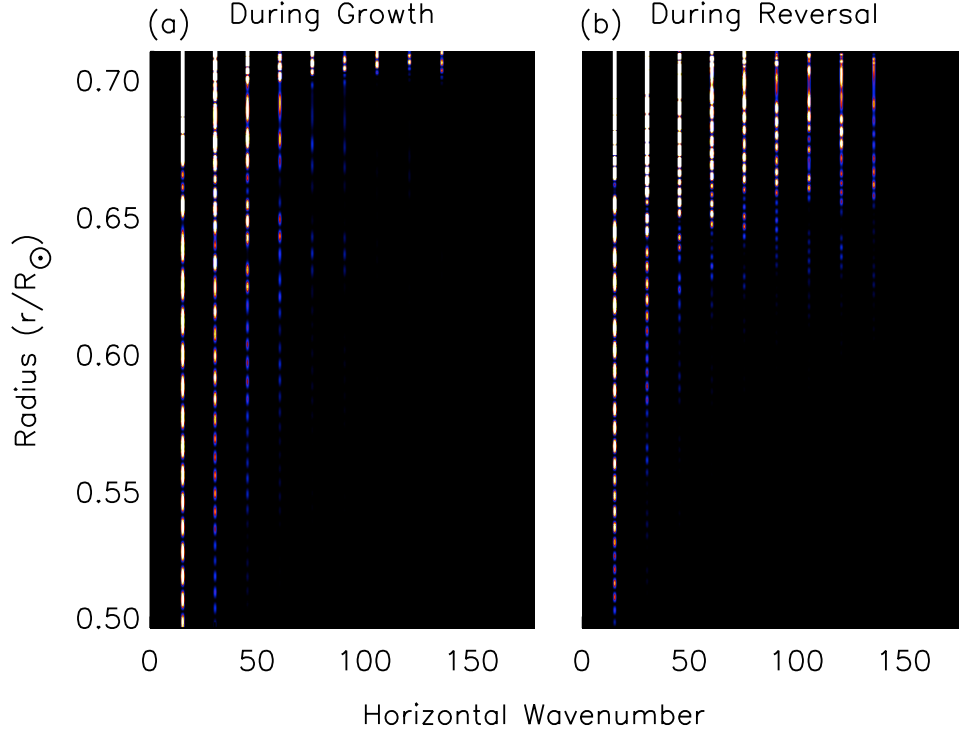 (a) During Growth
(b) During Reversal
Radius (r/R⊙)
0.70
0.65
0.60
0.55
0.50
0 50 100 150
0 50 100 150
Horizontal Wavenumber